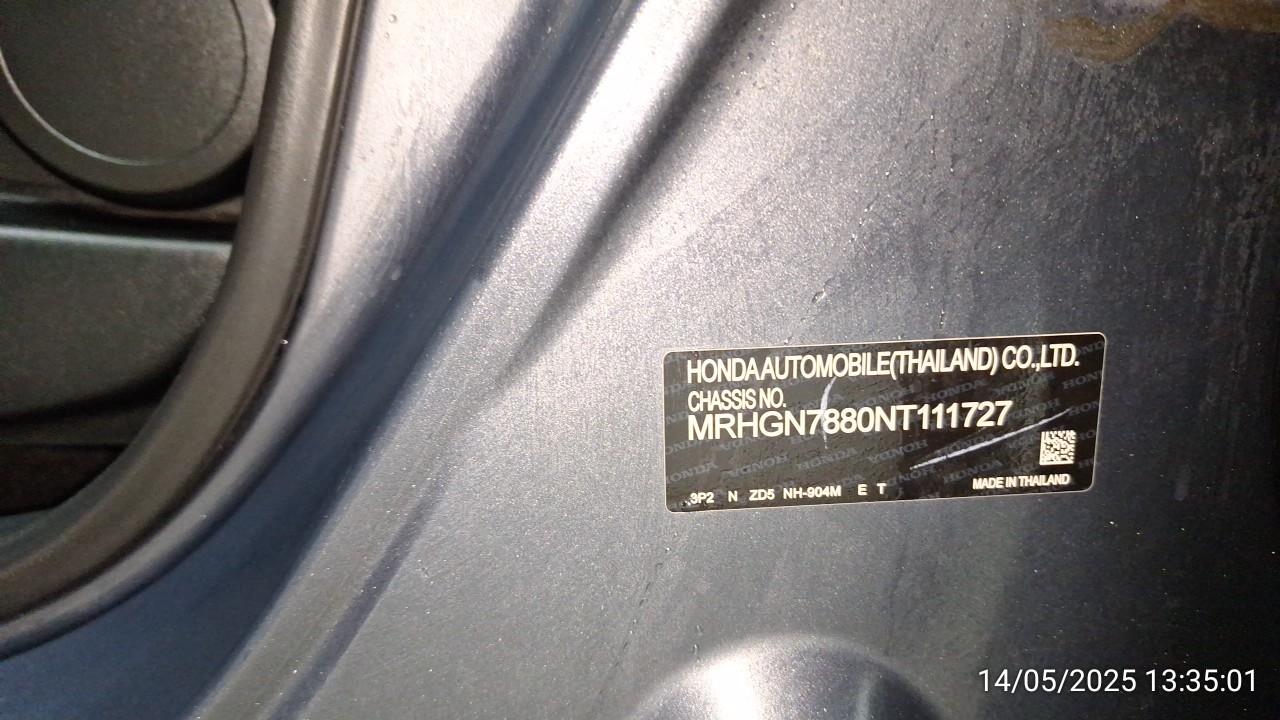 HONDA AUTOMOBILE(THAILAND) CO.,LTD.
CHASSIS NO.
MRHGN7880NT111727
3P2 N ZD5 NH-904M E T MADE IN THAILAND
14/05/2025 13:35:01